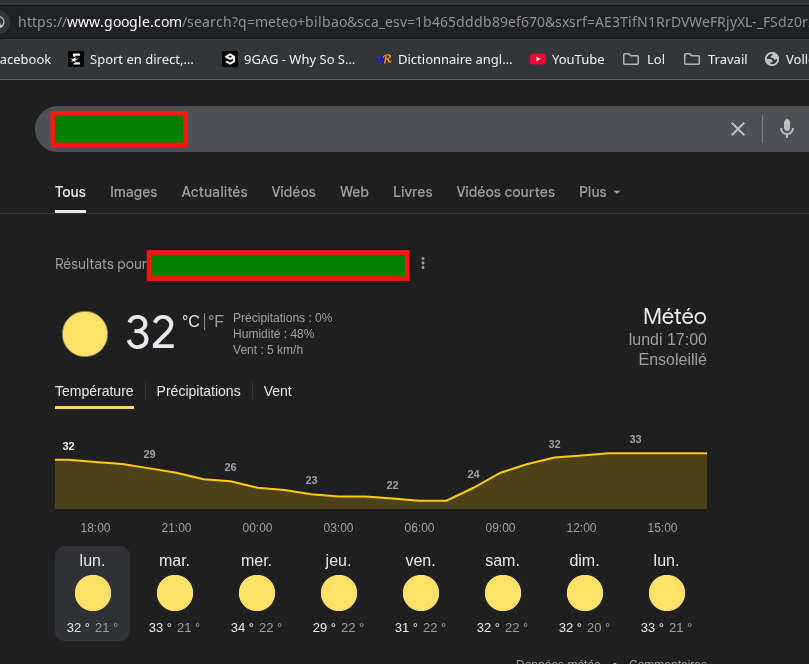 https://www.google.com/search?q=meteo+bilbao&sca_esv=1b465dddb89ef670&sxsrf=AE3TifN1RrDVWeFRjyXL-_FSdz0r
acebook Sport en direct,... 9GAG - Why So S... Dictionnaire angl... YouTube Lol Travail Voll
Tous Images Actualités Vidéos Web Livres Vidéos courtes Plus
Résultats pour
32 °C | °F
Précipitations : 0%
Humidité : 48%
Vent : 5 km/h
Météo
lundi 17:00
Ensoleillé
Température Précipitations Vent
32 29 26 23 22 24 32 33
18:00 21:00 00:00 03:00 06:00 09:00 12:00 15:00
lun. mar. mer. jeu. ven. sam. dim. lun.
32 ° 21 ° 33 ° 21 ° 34 ° 22 ° 29 ° 22 ° 31 ° 22 ° 32 ° 22 ° 32 ° 20 ° 33 ° 21 °
Données météo • Commentaires